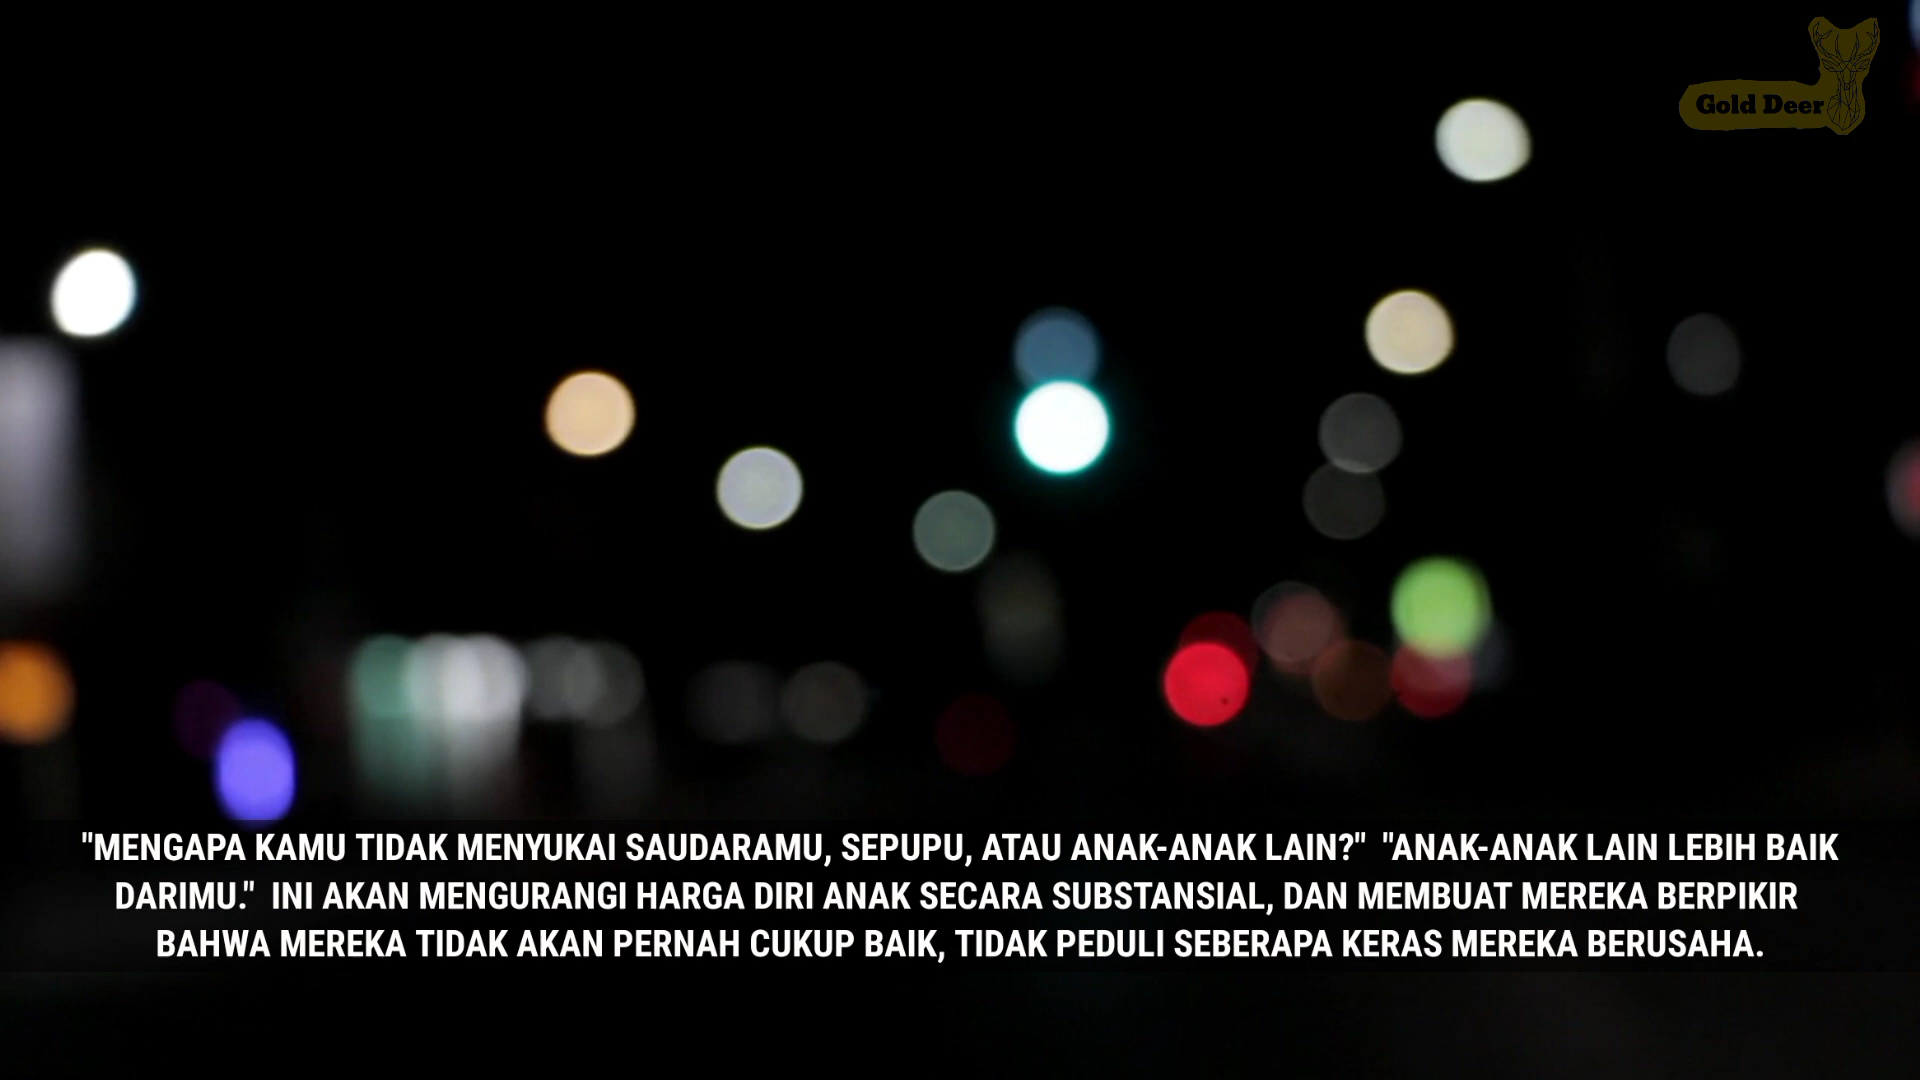 Gold Deer
"MENGAPA KAMU TIDAK MENYUKAI SAUDARAMU, SEPUPU, ATAU ANAK-ANAK LAIN?" "ANAK-ANAK LAIN LEBIH BAIK
DARIMU." INI AKAN MENGURANGI HARGA DIRI ANAK SECARA SUBSTANSIAL, DAN MEMBUAT MEREKA BERPIKIR
BAHWA MEREKA TIDAK AKAN PERNAH CUKUP BAIK, TIDAK PEDULI SEBERAPA KERAS MEREKA BERUSAHA.